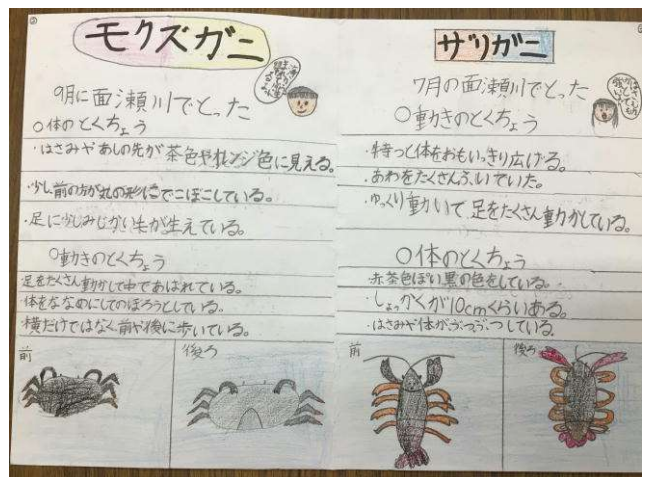 モクズガニ
9月に面瀬川でとった
○体のとくちょう
・はさみやあしの先が茶色やオレンジ色に見える。
・少し前の方が丸の形にでこぼこしている。
・足に少しみじかい毛が生えている。
○動きのとくちょう
足をたくさん動かして中であばれている。
体をななめにしてのぼろうとしている。
横だけではなく前や後に歩いている。
前
後ろ
ザリガニ
7月の面瀬川でとった
○動きのとくちょう
・持つと体をおもいっきり広げる。
・あわをたくさんふいていた。
・ゆっくり動いて足をたくさん動かしている。
○体のとくちょう
・赤茶色ぽい黒の色をしている。
・しょっかくが10cmくらいある。
・はさみや体がぶつぶつしている
前
後ろ